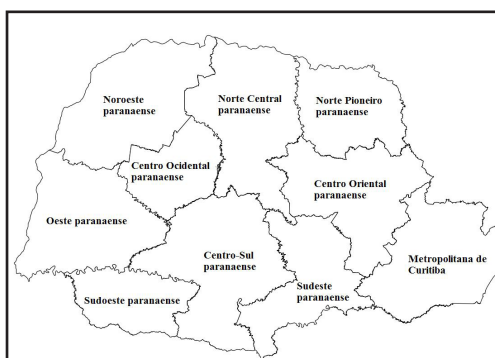 Noroeste
paranaense
Norte Central
paranaense
Norte Pioneiro
paranaense
Centro Ocidental
paranaense
Centro Oriental
paranaense
Oeste paranaense
Centro-Sul
paranaense
Metropolitana de
Curitiba
Sudeste
paranaense
Sudoeste paranaense